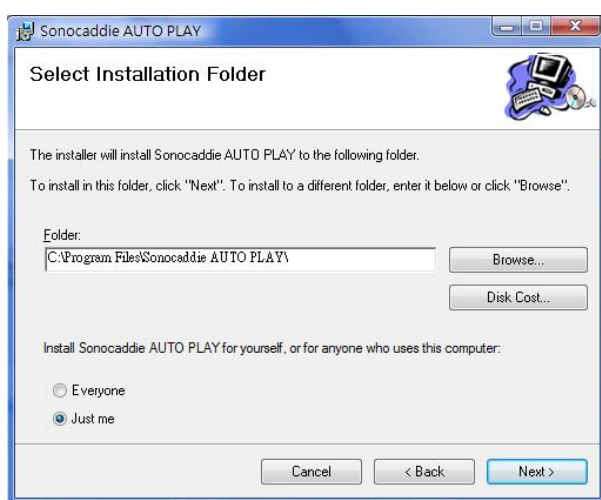 Sonocaddie AUTO PLAY
Select Installation Folder
The installer will install Sonocaddie AUTO PLAY to the following folder.
To install in this folder, click "Next". To install to a different folder, enter it below or click "Browse".
Folder:
C:\Program Files\Sonocaddie AUTO PLAY\
Browse...
Disk Cost...
Install Sonocaddie AUTO PLAY for yourself, or for anyone who uses this computer:
Everyone
Just me
Cancel
< Back
Next >